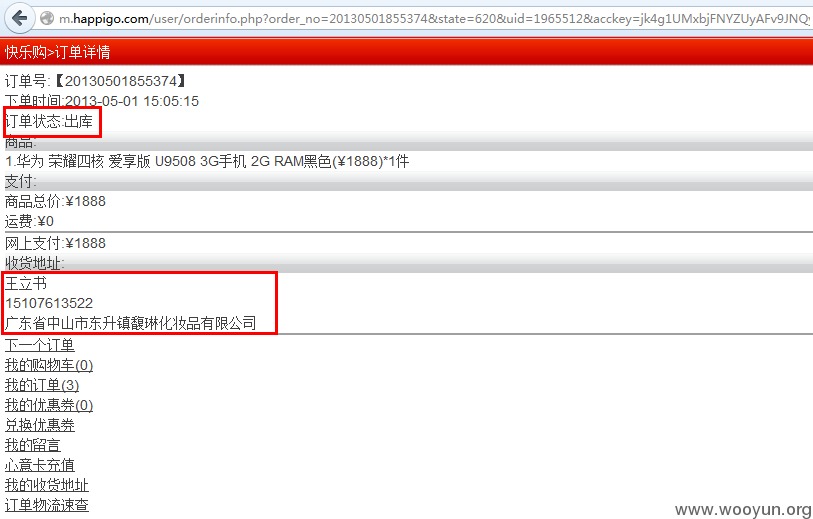 m.happigo.com/user/orderinfo.php?order_no=20130501855374&state=620&uid=1965512&acckey=jk4g1UMxbjFNYZUyAFv9JNQ
快乐购>订单详情
订单号:【20130501855374】
下单时间:2013-05-01 15:05:15
订单状态:出库
商品:
1.华为 荣耀四核 爱享版 U9508 3G手机 2G RAM黑色(¥1888)*1件
支付:
商品总价:¥1888
运费:¥0
网上支付:¥1888
收货地址:
王立书
15107613522
广东省中山市东升镇馥琳化妆品有限公司
下一个订单
我的购物车(0)
我的订单(3)
我的优惠券(0)
兑换优惠券
我的留言
心意卡充值
我的收货地址
订单物流速查
www.wooyun.org